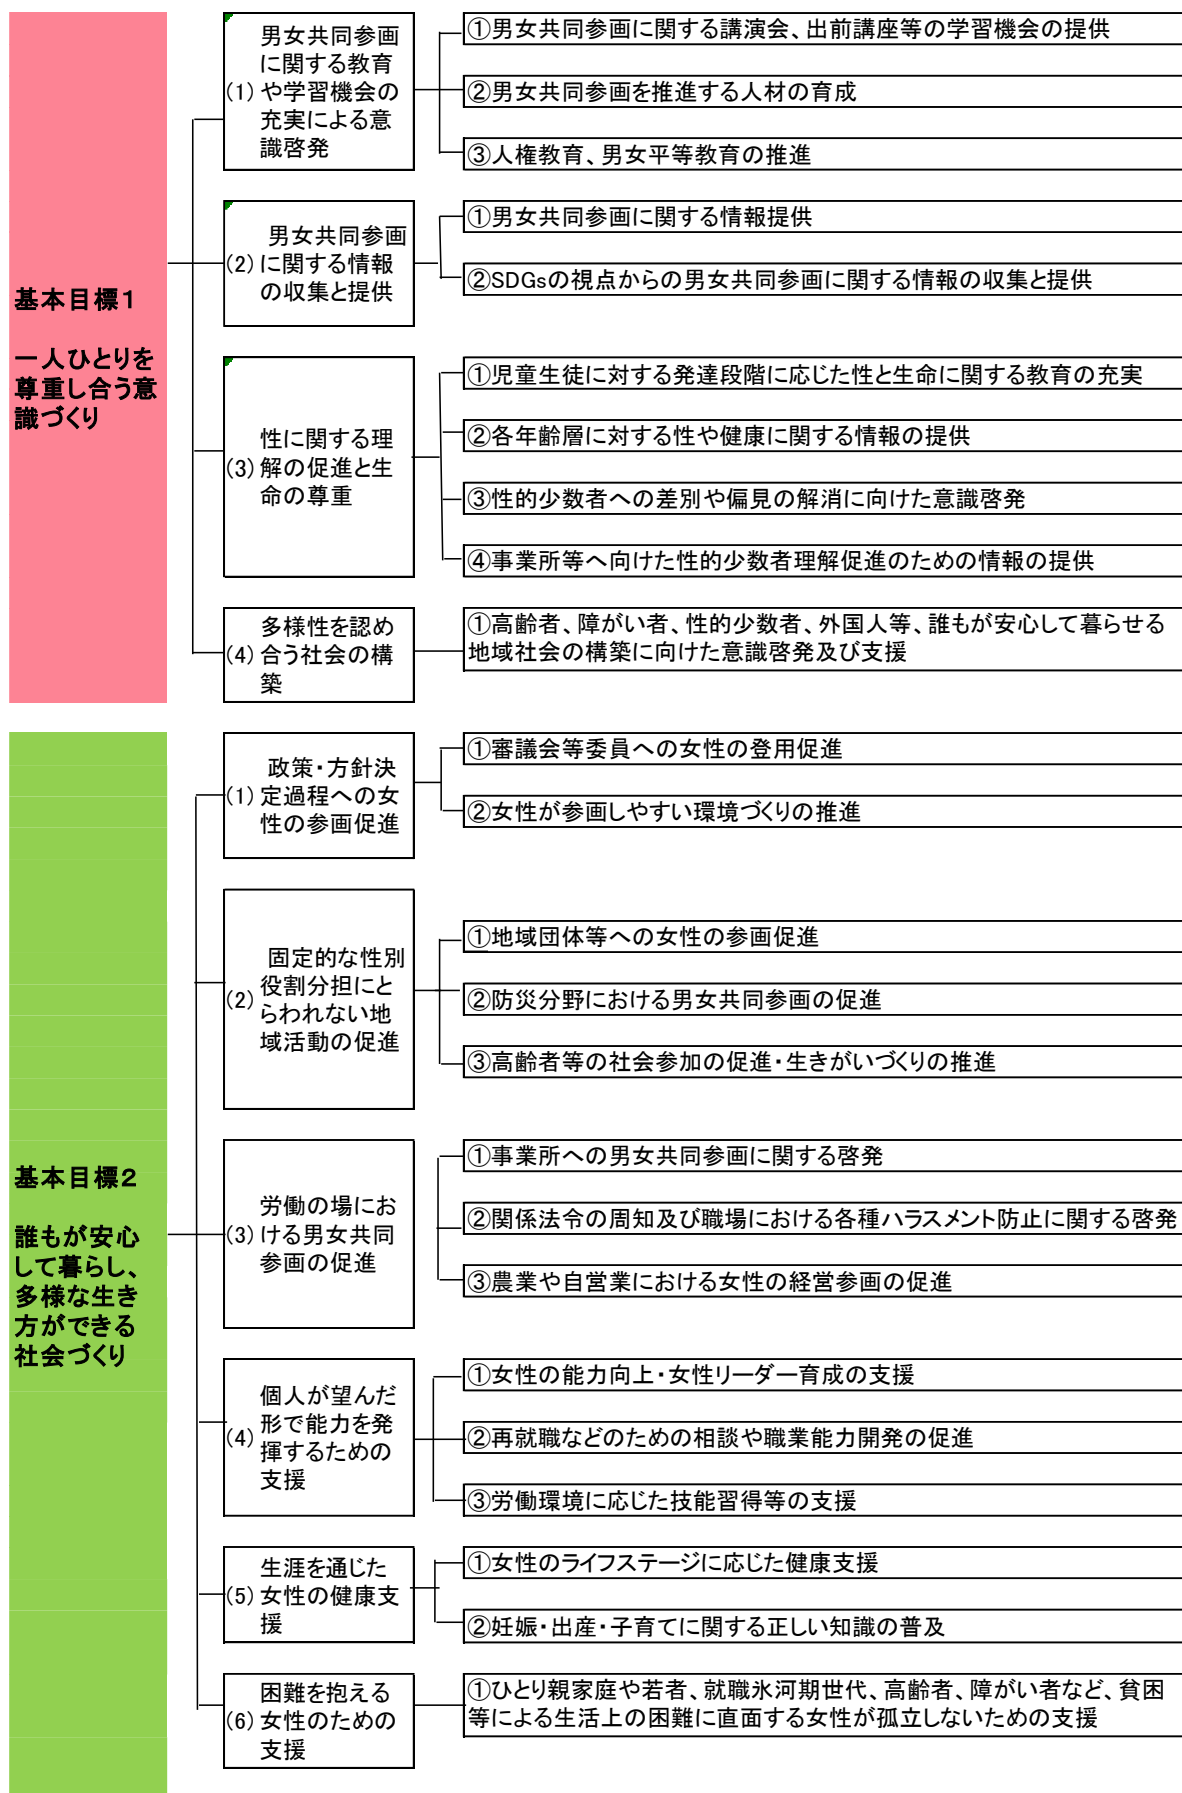 基本目標1
一人ひとりを
尊重し合う意
識づくり
(1)
男女共同参画
に関する教育
や学習機会の
充実による意
識啓発
①男女共同参画に関する講演会、出前講座等の学習機会の提供
②男女共同参画を推進する人材の育成
③人権教育、男女平等教育の推進
(2)
男女共同参画
に関する情報
の収集と提供
①男女共同参画に関する情報提供
②SDGsの視点からの男女共同参画に関する情報の収集と提供
(3)
性に関する理
解の促進と生
命の尊重
①児童生徒に対する発達段階に応じた性と生命に関する教育の充実
②各年齢層に対する性や健康に関する情報の提供
③性的少数者への差別や偏見の解消に向けた意識啓発
④事業所等へ向けた性的少数者理解促進のための情報の提供
(4)
多様性を認め
合う社会の構
築
①高齢者、障がい者、性的少数者、外国人等、誰もが安心して暮らせる
地域社会の構築に向けた意識啓発及び支援
基本目標2
誰もが安心
して暮らし、
多様な生き
方ができる
社会づくり
(1)
政策・方針決
定過程への女
性の参画促進
①審議会等委員への女性の登用促進
②女性が参画しやすい環境づくりの推進
(2)
固定的な性別
役割分担にと
らわれない地
域活動の促進
①地域団体等への女性の参画促進
②防災分野における男女共同参画の促進
③高齢者等の社会参加の促進・生きがいづくりの推進
(3)
労働の場にお
ける男女共同
参画の促進
①事業所への男女共同参画に関する啓発
②関係法令の周知及び職場における各種ハラスメント防止に関する啓発
③農業や自営業における女性の経営参画の促進
(4)
個人が望んだ
形で能力を発
揮するための
支援
①女性の能力向上・女性リーダー育成の支援
②再就職などのための相談や職業能力開発の促進
③労働環境に応じた技能習得等の支援
(5)
生涯を通じた
女性の健康支
援
①女性のライフステージに応じた健康支援
②妊娠・出産・子育てに関する正しい知識の普及
(6)
困難を抱える
女性のための
支援
①ひとり親家庭や若者、就職氷河期世代、高齢者、障がい者など、貧困
等による生活上の困難に直面する女性が孤立しないための支援